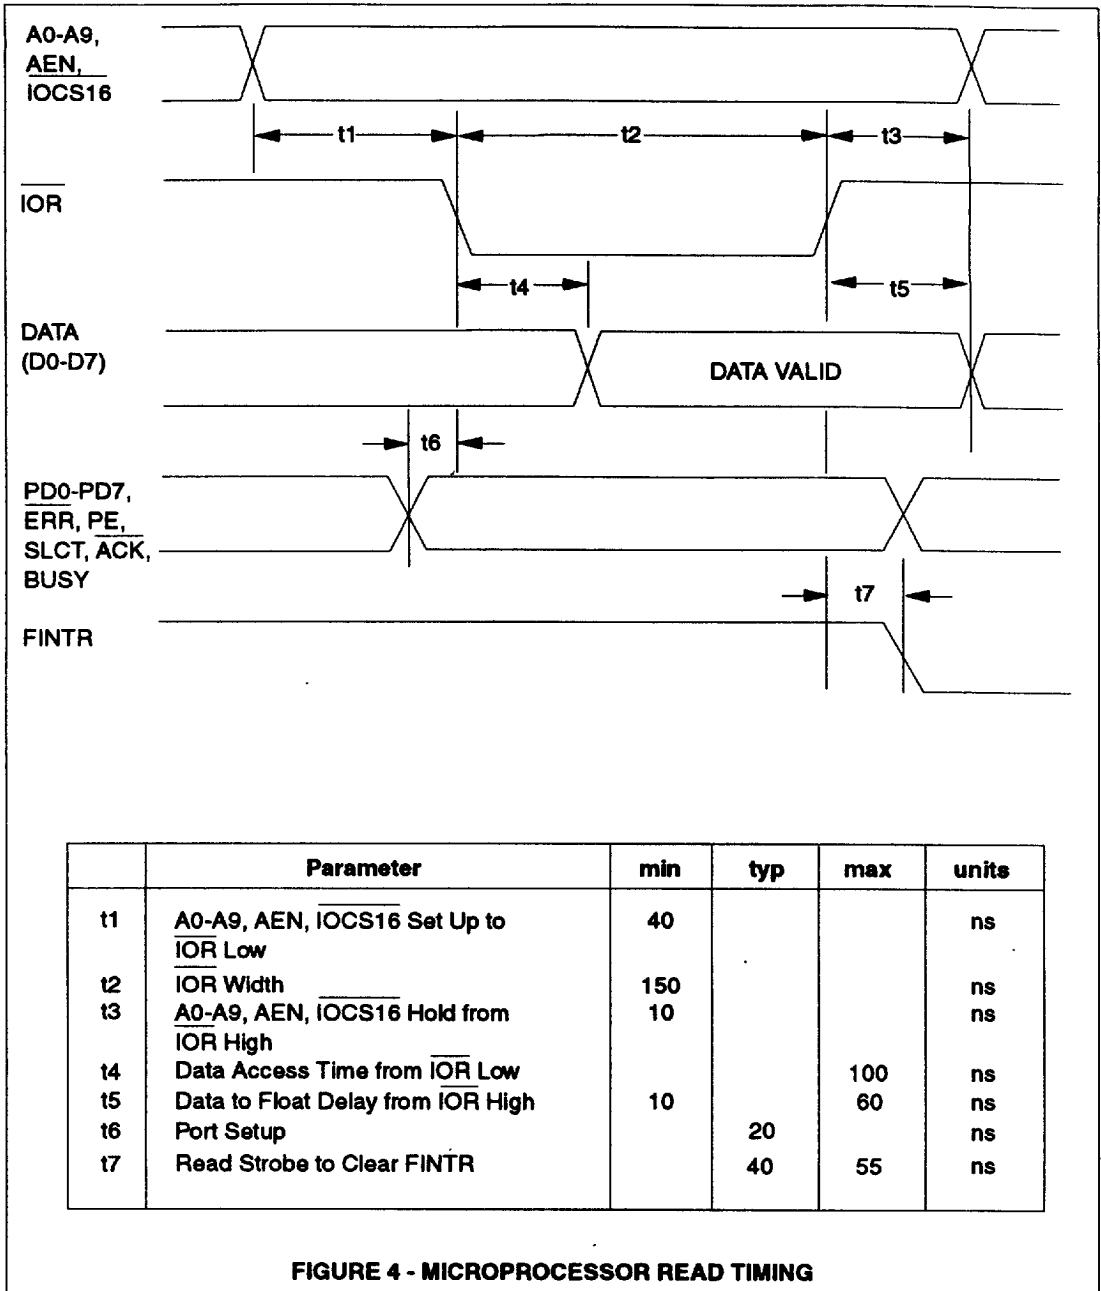 A0-A9,
AEN,
IOCS16
t1
t2
t3
IOR
t4
t5
DATA
(D0-D7)
DATA VALID
t6
PD0-PD7,
ERR, PE,
SLCT, ACK,
BUSY
t7
FINTR
Parameter min typ max units
t1 A0-A9, AEN, IOCS16 Set Up to 40 ns
IOR Low
t2 IOR Width 150 ns
t3 A0-A9, AEN, IOCS16 Hold from 10 ns
IOR High
t4 Data Access Time from IOR Low 100 ns
t5 Data to Float Delay from IOR High 10 60 ns
t6 Port Setup 20 ns
t7 Read Strobe to Clear FINTR 40 55 ns
FIGURE 4 - MICROPROCESSOR READ TIMING